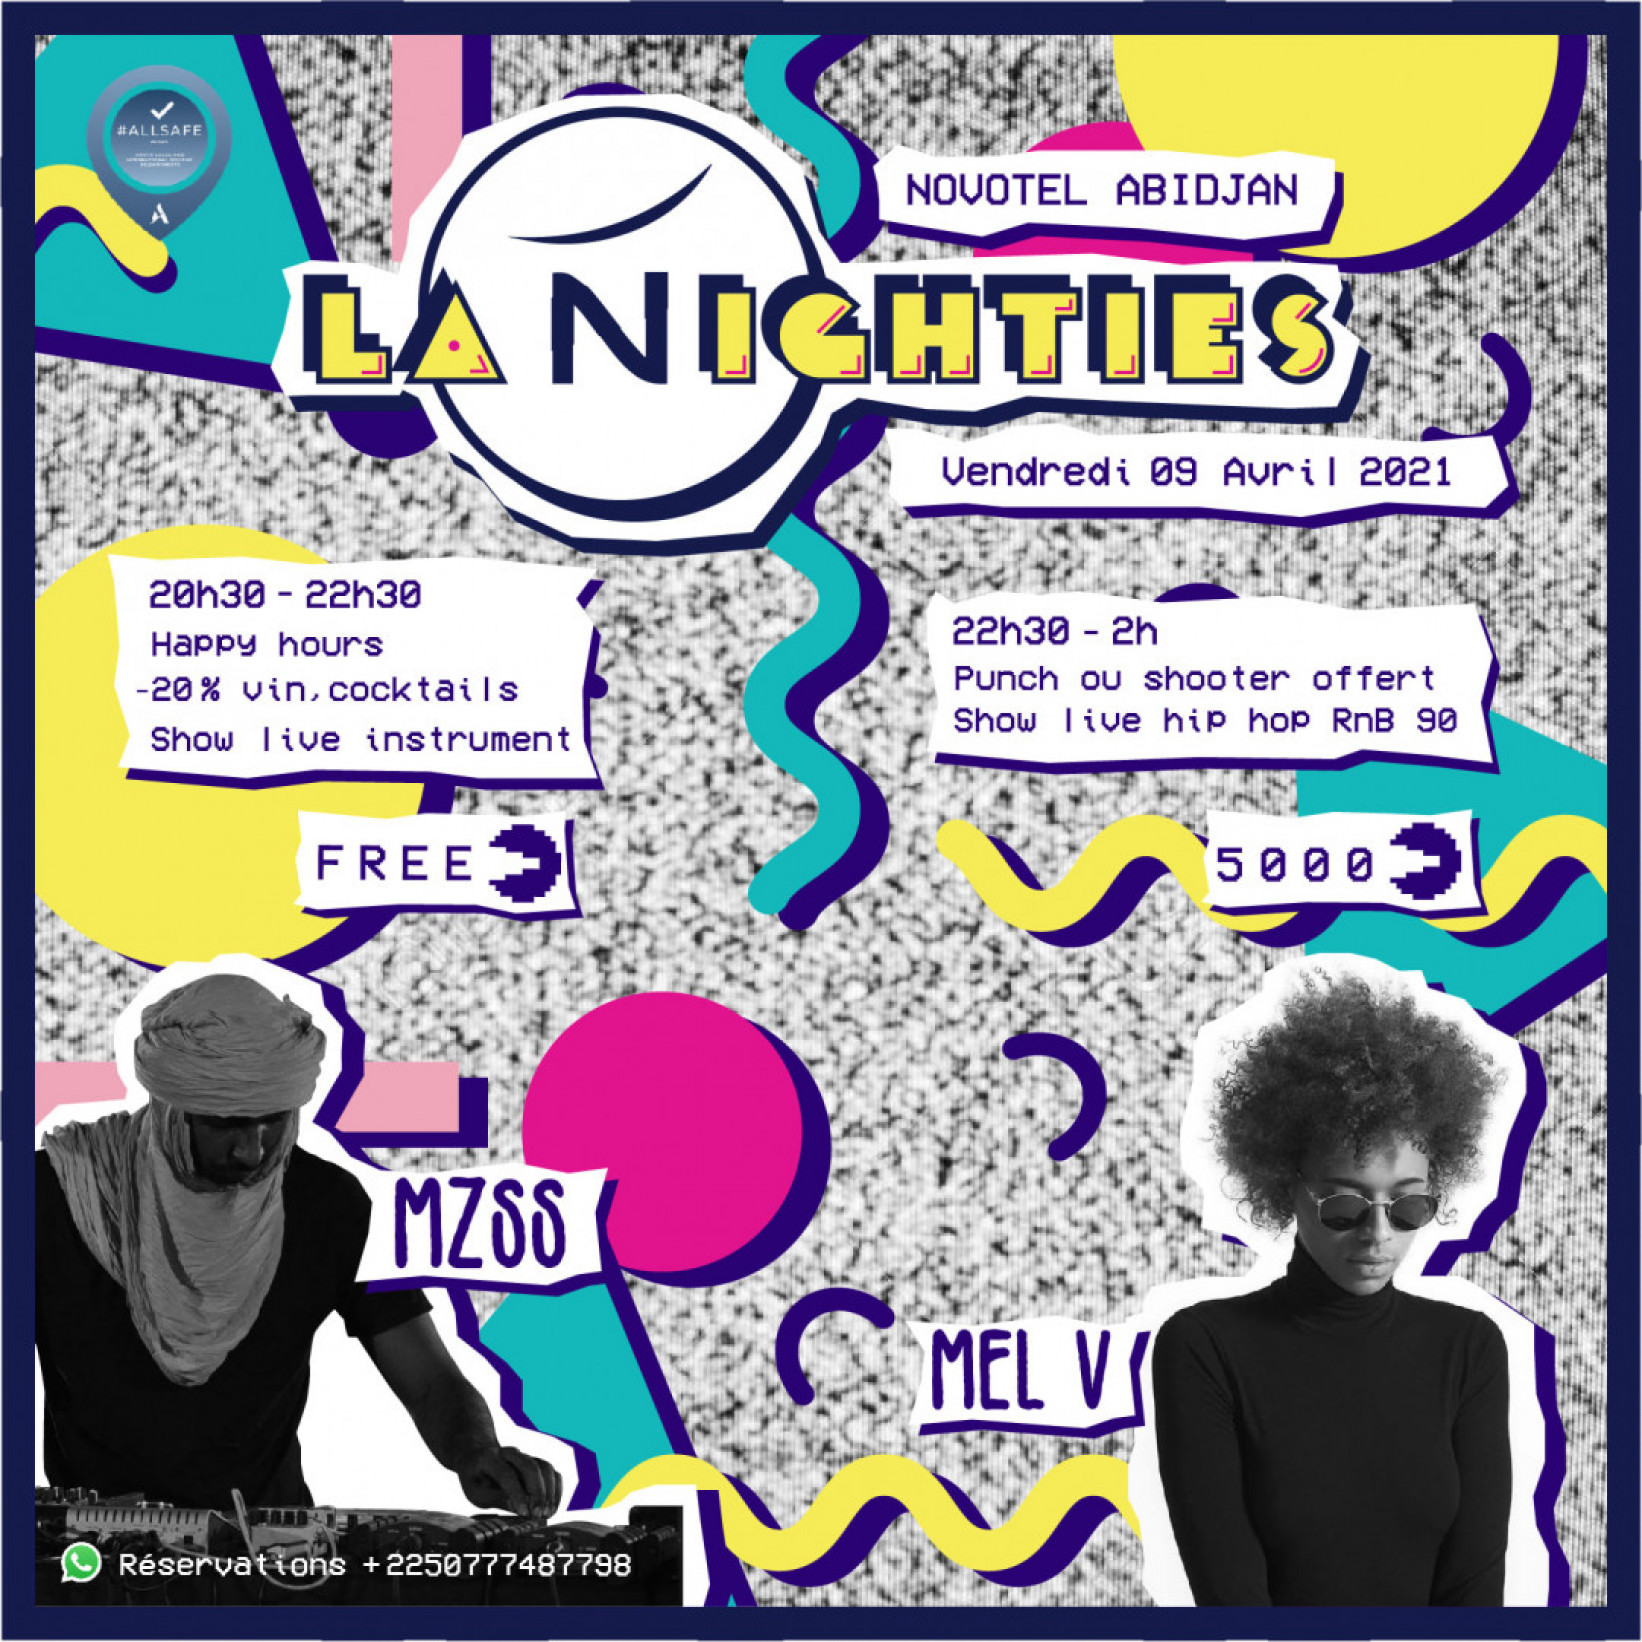 #ALLSAFE
NOVOTEL ABIDJAN
LA NIGHTIES
Vendredi 09 Avril 2021
20h30 - 22h30
Happy hours
-20% vin, cocktails
Show live instrument
FREE
22h30 - 2h
Punch ou shooter offert
Show live hip hop RnB 90
5000
MZSS
MEL V
Réservations +2250777487798